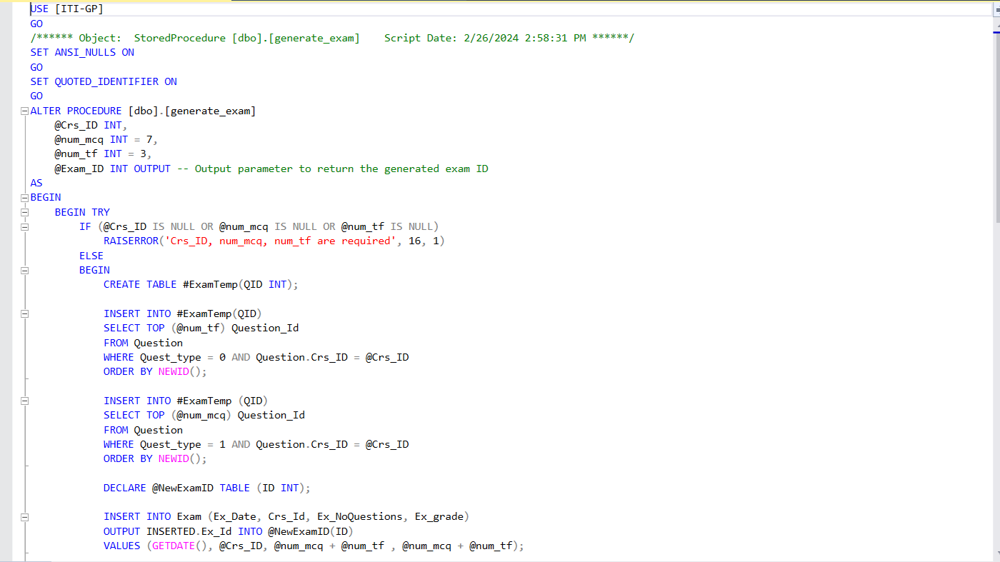 USE [ITI-GP]
GO
/****** Object:  StoredProcedure [dbo].[generate_exam]    Script Date: 2/26/2024 2:58:31 PM ******/
SET ANSI_NULLS ON
GO
SET QUOTED_IDENTIFIER ON
GO
ALTER PROCEDURE [dbo].[generate_exam]
    @Crs_ID INT,
    @num_mcq INT = 7,
    @num_tf INT = 3,
    @Exam_ID INT OUTPUT -- Output parameter to return the generated exam ID
AS
BEGIN
    BEGIN TRY
        IF (@Crs_ID IS NULL OR @num_mcq IS NULL OR @num_tf IS NULL)
            RAISERROR('Crs_ID, num_mcq, num_tf are required', 16, 1)
        ELSE
        BEGIN
            CREATE TABLE #ExamTemp(QID INT);

            INSERT INTO #ExamTemp(QID)
            SELECT TOP (@num_tf) Question_Id
            FROM Question
            WHERE Quest_type = 0 AND Question.Crs_ID = @Crs_ID
            ORDER BY NEWID();

            INSERT INTO #ExamTemp (QID)
            SELECT TOP (@num_mcq) Question_Id
            FROM Question
            WHERE Quest_type = 1 AND Question.Crs_ID = @Crs_ID
            ORDER BY NEWID();

            DECLARE @NewExamID TABLE (ID INT);

            INSERT INTO Exam (Ex_Date, Crs_Id, Ex_NoQuestions, Ex_grade)
            OUTPUT INSERTED.Ex_Id INTO @NewExamID(ID)
            VALUES (GETDATE(), @Crs_ID, @num_mcq + @num_tf , @num_mcq + @num_tf);